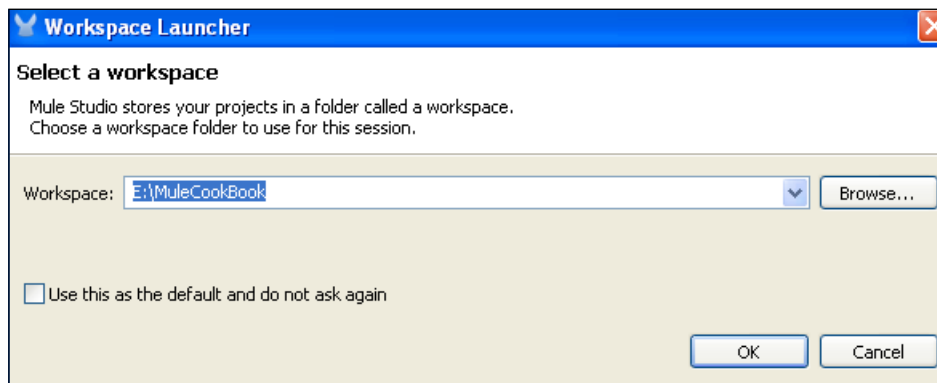 Workspace Launcher
Select a workspace
Mule Studio stores your projects in a folder called a workspace.
Choose a workspace folder to use for this session.
Workspace: E:\MuleCookBook Browse...
Use this as the default and do not ask again
OK Cancel